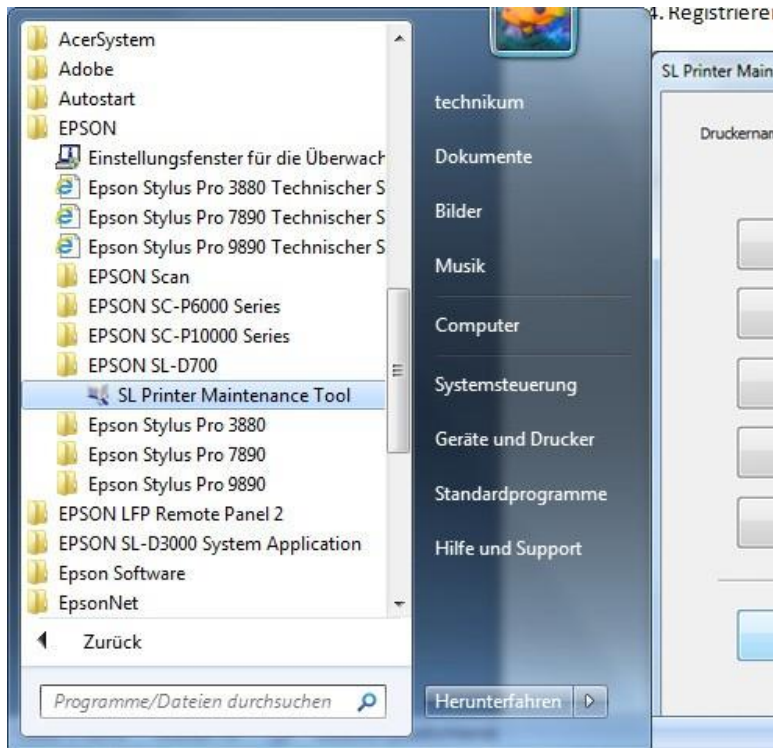 AcerSystem
Adobe
Autostart
EPSON
Einstellungsfenster für die Überwach
Epson Stylus Pro 3880 Technischer S
Epson Stylus Pro 7890 Technischer S
Epson Stylus Pro 9890 Technischer S
EPSON Scan
EPSON SC-P6000 Series
EPSON SC-P10000 Series
EPSON SL-D700
SL Printer Maintenance Tool
Epson Stylus Pro 3880
Epson Stylus Pro 7890
Epson Stylus Pro 9890
EPSON LFP Remote Panel 2
EPSON SL-D3000 System Application
Epson Software
EpsonNet
Zurück
Programme/Dateien durchsuchen
technikum
Dokumente
Bilder
Musik
Computer
Systemsteuerung
Geräte und Drucker
Standardprogramme
Hilfe und Support
Herunterfahren
4. Registriere
SL Printer Main
Druckernam